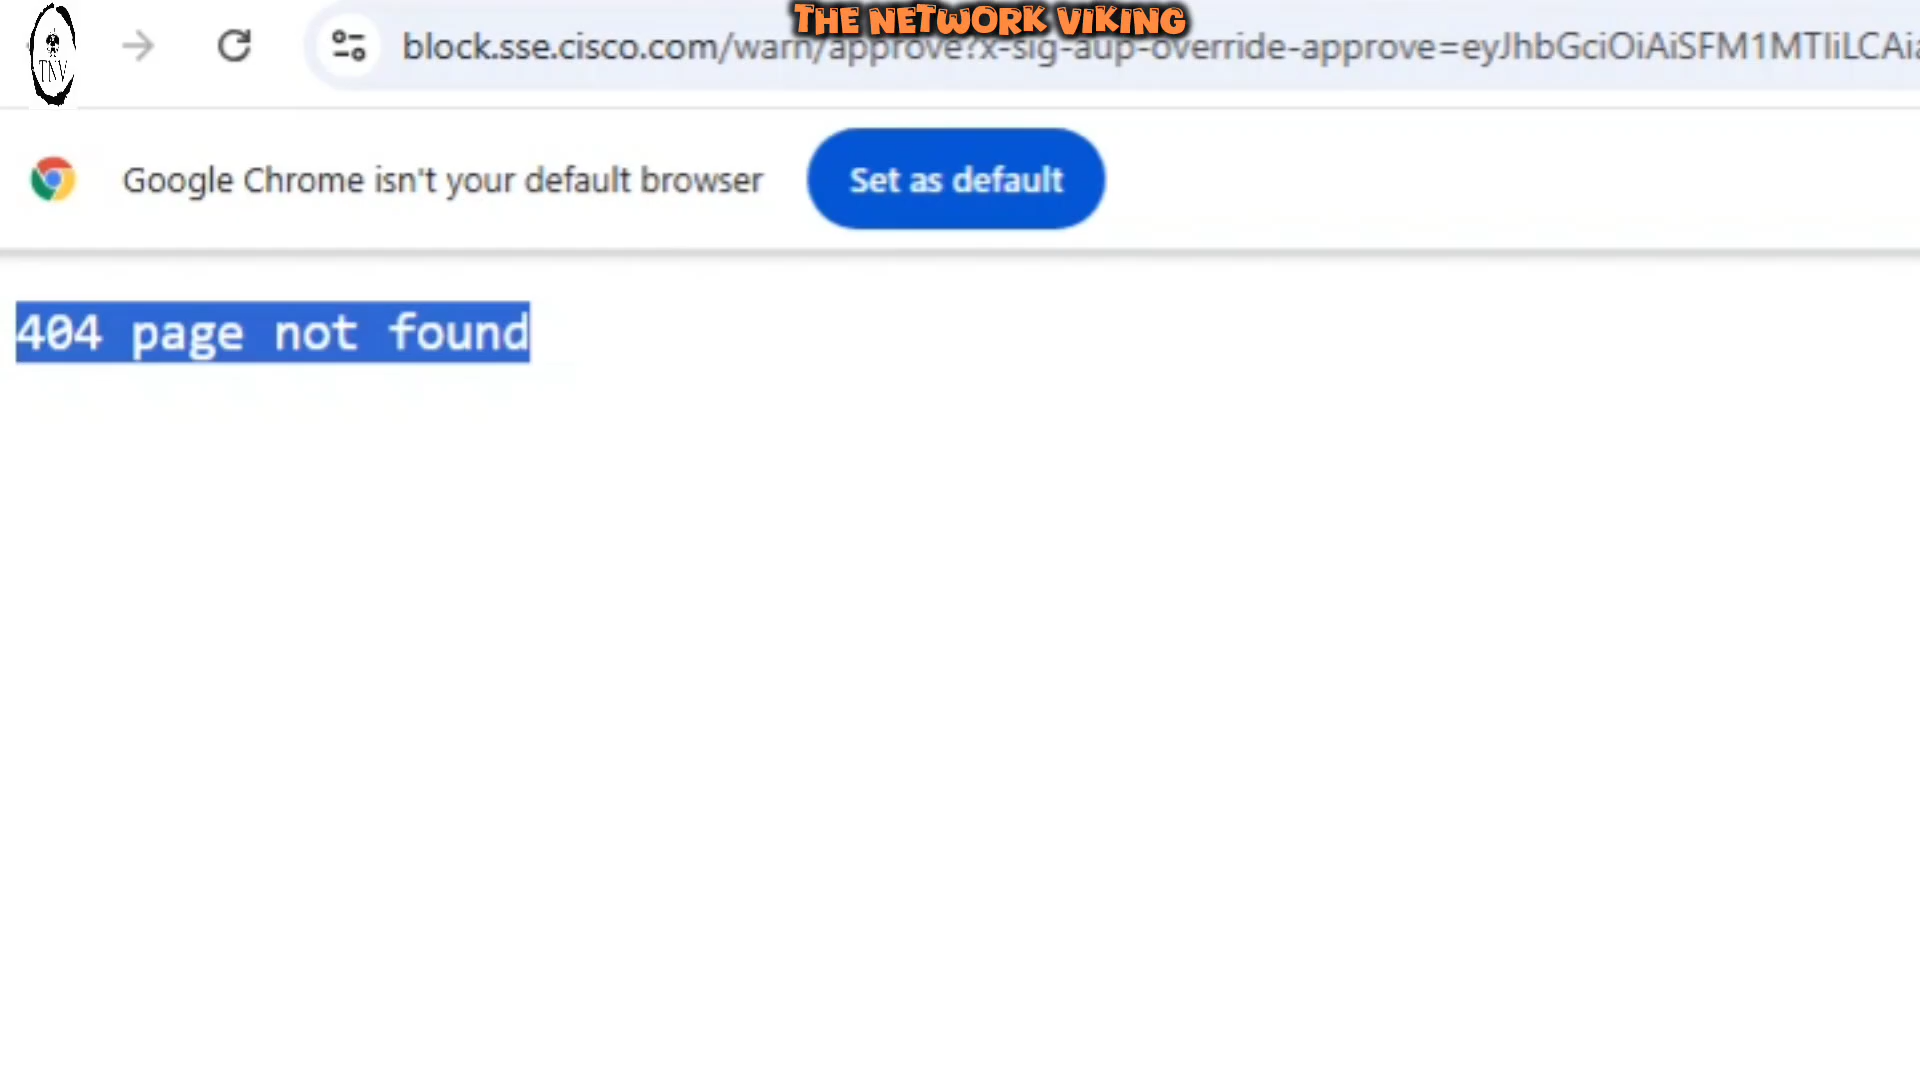 THE NETWORK VIKING
TNV
block.sse.cisco.com/warn/approve?x-sig-aup-override-approve=eyJhbGciOiAiSFM1MTIiLCAi
Google Chrome isn't your default browser
Set as default
404 page not found